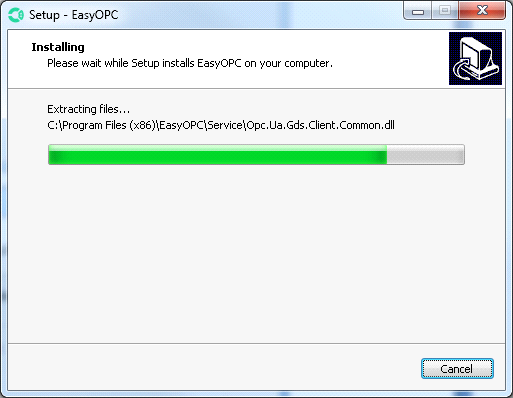 Setup - EasyOPC
Installing
Please wait while Setup installs EasyOPC on your computer.
Extracting files...
C:\Program Files (x86)\EasyOPC\Service\Opc.Ua.Gds.Client.Common.dll
Cancel